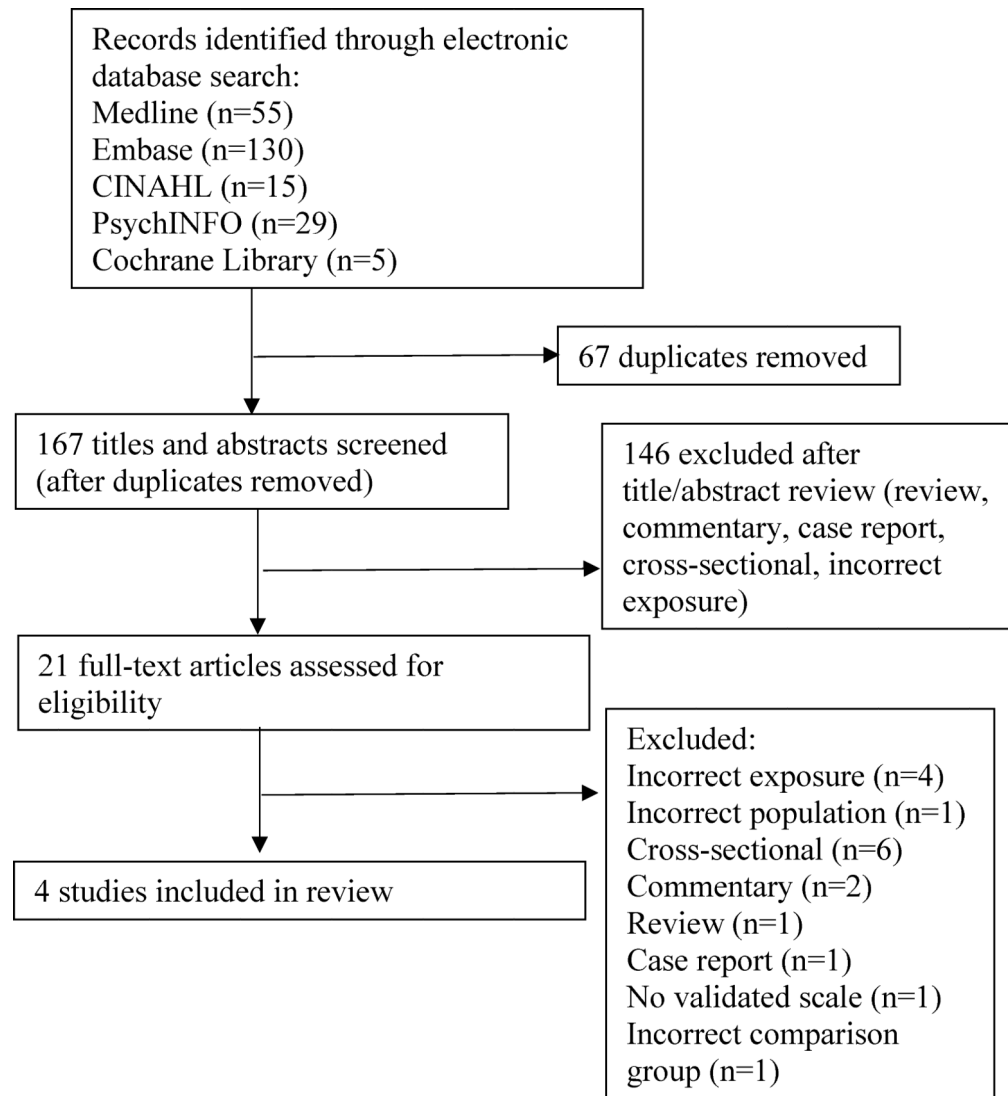 Records identified through electronic
database search:
Medline (n=55)
Embase (n=130)
CINAHL (n=15)
PsychINFO (n=29)
Cochrane Library (n=5)
67 duplicates removed
167 titles and abstracts screened
(after duplicates removed)
146 excluded after
title/abstract review (review,
commentary, case report,
cross-sectional, incorrect
exposure)
21 full-text articles assessed for
eligibility
Excluded:
Incorrect exposure (n=4)
Incorrect population (n=1)
Cross-sectional (n=6)
Commentary (n=2)
Review (n=1)
Case report (n=1)
No validated scale (n=1)
Incorrect comparison
group (n=1)
4 studies included in review